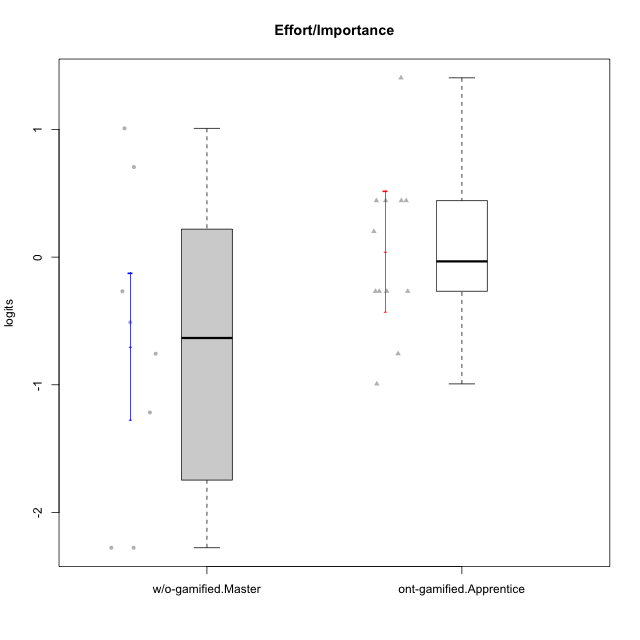 Effort/Importance
logits
1
0
-1
-2
w/o-gamified.Master
ont-gamified.Apprentice